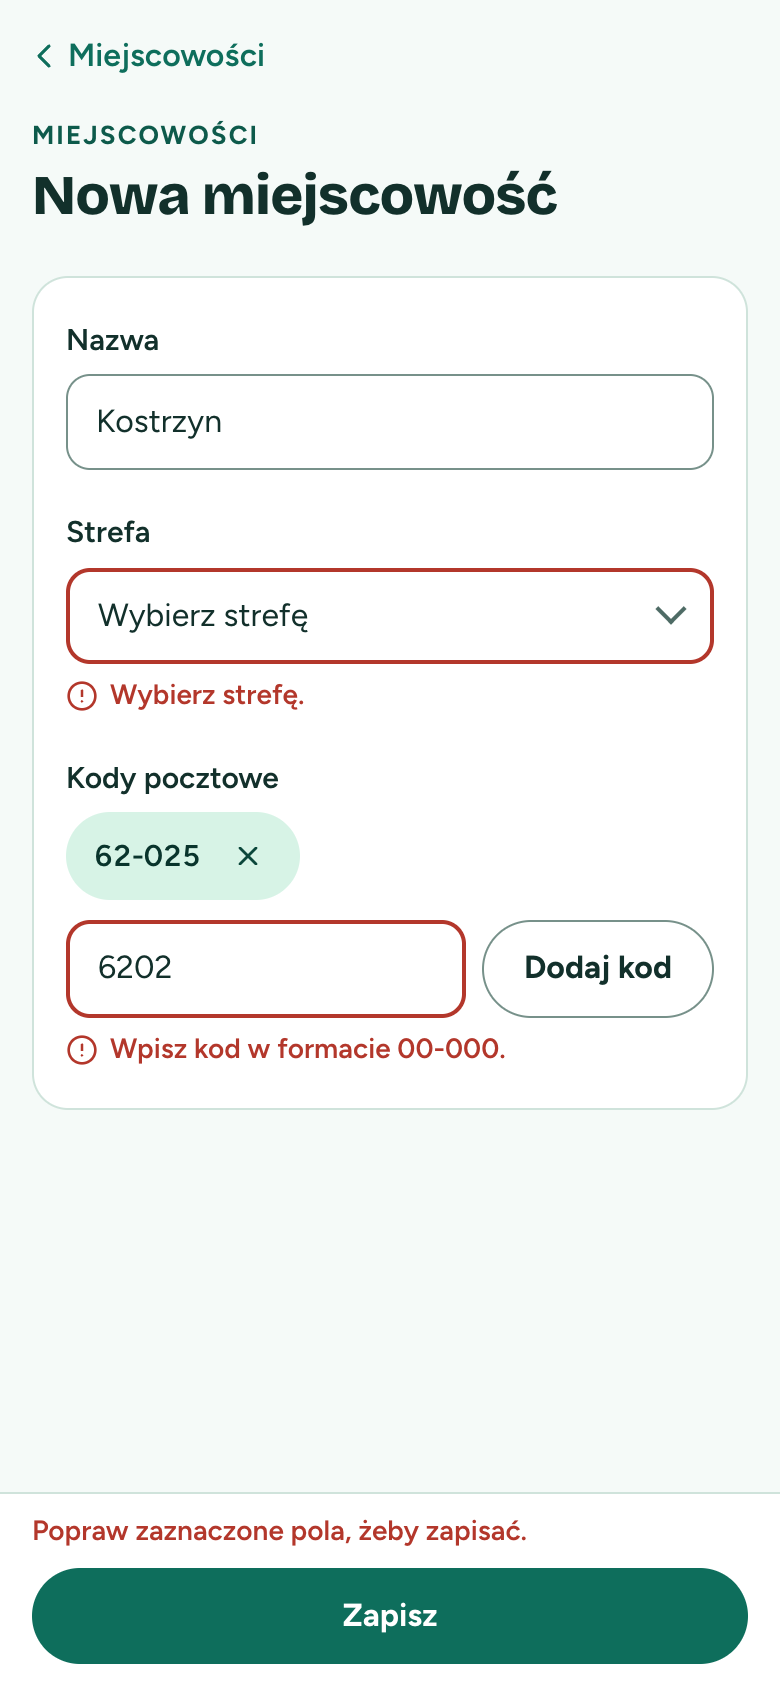 Miejscowości
MIEJSCOWOŚCI
Nowa miejscowość
Nazwa
Kostrzyn
Strefa
Wybierz strefę
Wybierz strefę.
Kody pocztowe
62-025
6202
Dodaj kod
Wpisz kod w formacie 00-000.
Popraw zaznaczone pola, żeby zapisać.
Zapisz